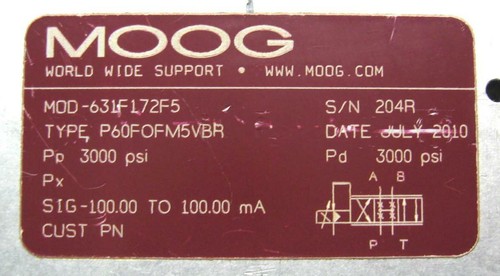 MOOG
WORLD WIDE SUPPORT • WWW.MOOG.COM
MOD-631F172F5 S/N 204R
TYPE P60FOFM5VBR DATE JULY 2010
Pp 3000 psi Pd 3000 psi
Px
A B
SIG-100.00 TO 100.00 mA
CUST PN
P T